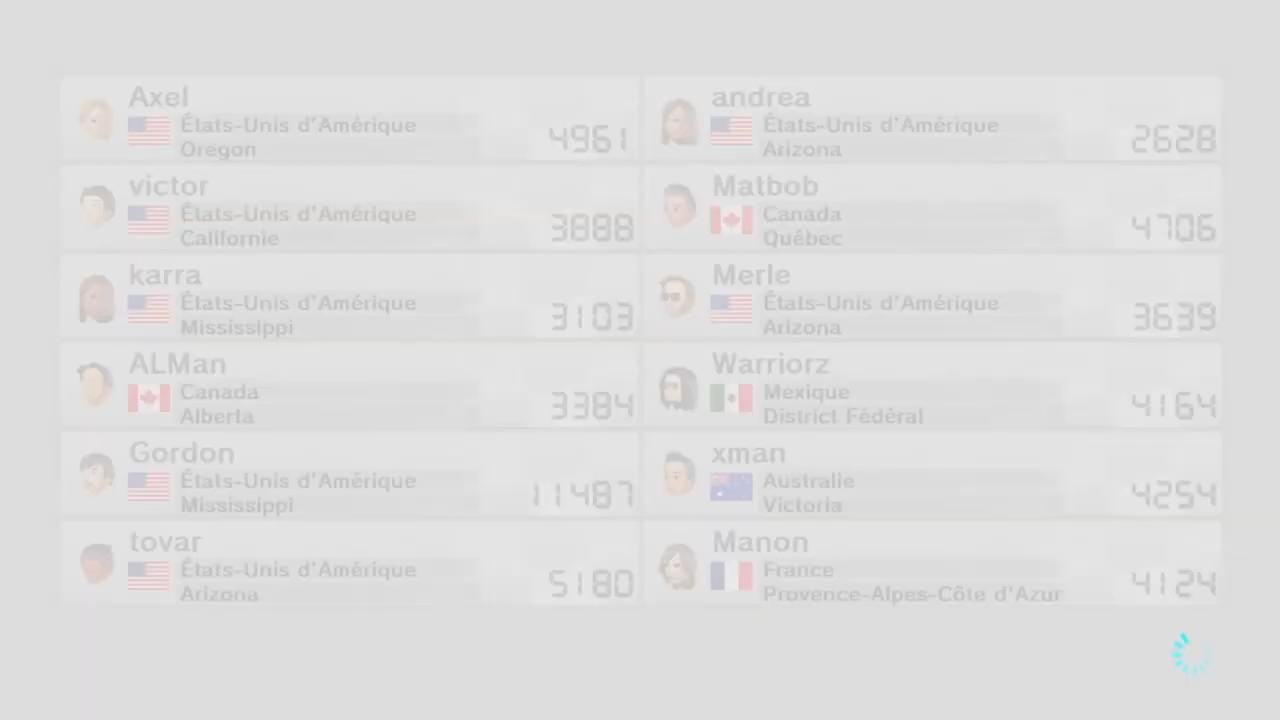 Axel
États-Unis d'Amérique
Oregon
4961
andrea
États-Unis d'Amérique
Arizona
2628
victor
États-Unis d'Amérique
Californie
3888
Matbob
Canada
Québec
4706
karra
États-Unis d'Amérique
Mississippi
3103
Merle
États-Unis d'Amérique
Arizona
3639
ALMan
Canada
Alberta
3384
Warriorz
Mexique
District Fédéral
4164
Gordon
États-Unis d'Amérique
Mississippi
11487
xman
Australie
Victoria
4254
tovar
États-Unis d'Amérique
Arizona
5180
Manon
France
Provence-Alpes-Côte d'Azur
4124